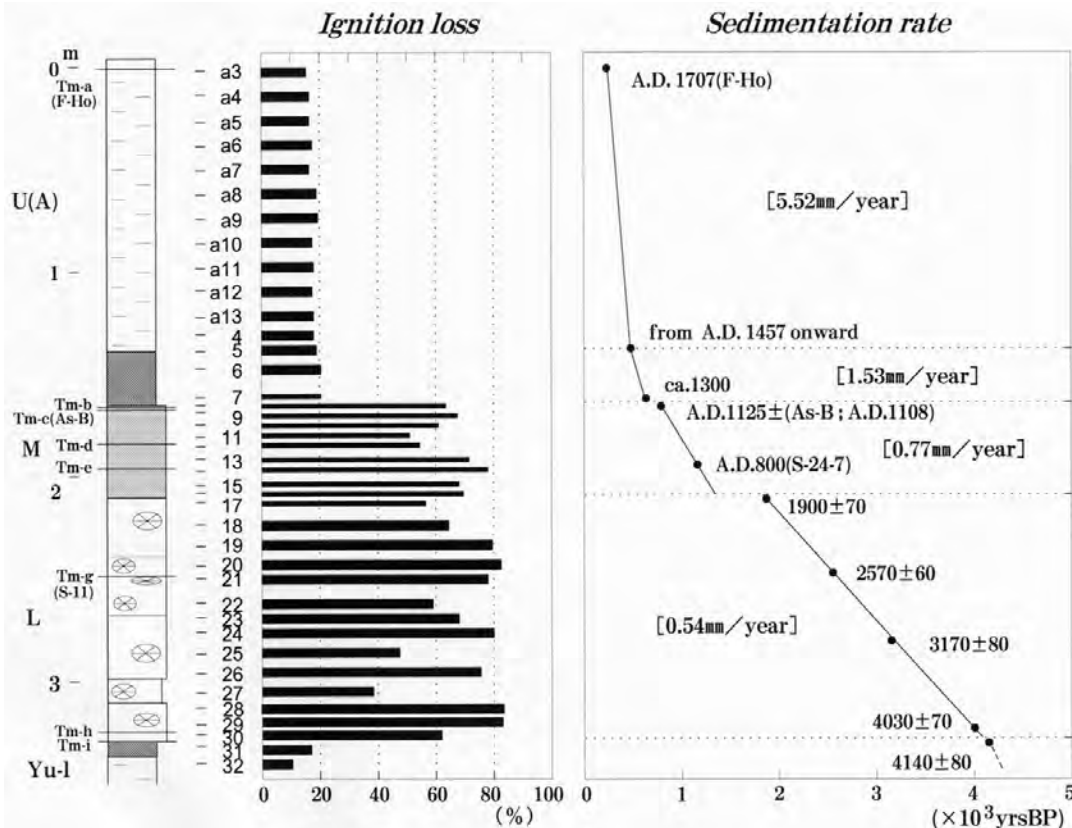 Ignition loss
Sedimentation rate
m
0
Tm-a
(F-Ho)
U(A)
1
Tm-b
Tm-c(As-B)
M
Tm-d
Tm-e
2
Tm-g
(S-11)
L
3
Tm-h
Tm-i
Yu-l
a3
a4
a5
a6
a7
a8
a9
a10
a11
a12
a13
4
5
6
7
9
11
13
15
17
18
19
20
21
22
23
24
25
26
27
28
29
30
31
32
0 20 40 60 80 100
(%)
A.D. 1707(F-Ho)
[5.52㎜/year]
from A.D. 1457 onward
[1.53㎜/year]
ca.1300
A.D.1125±(As-B ; A.D.1108)
[0.77㎜/year]
A.D.800(S-24-7)
1900±70
2570±60
[0.54㎜/year]
3170±80
4030±70
4140±80
0 1 2 3 4 5
(×10³yrsBP)